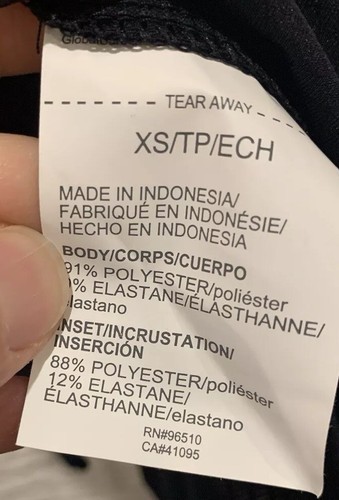 TEAR AWAY
XS/TP/ECH
MADE IN INDONESIA/
FABRIQUÉ EN INDONÉSIE/
HECHO EN INDONESIA
BODY/CORPS/CUERPO
91% POLYESTER/poliéster
% ELASTANE/ÉLASTHANNE/
elastano
INSET/INCRUSTATION/
INSERCIÓN
88% POLYESTER/poliéster
12% ELASTANE/
ÉLASTHANNE/elastano
RN#96510
CA#41095